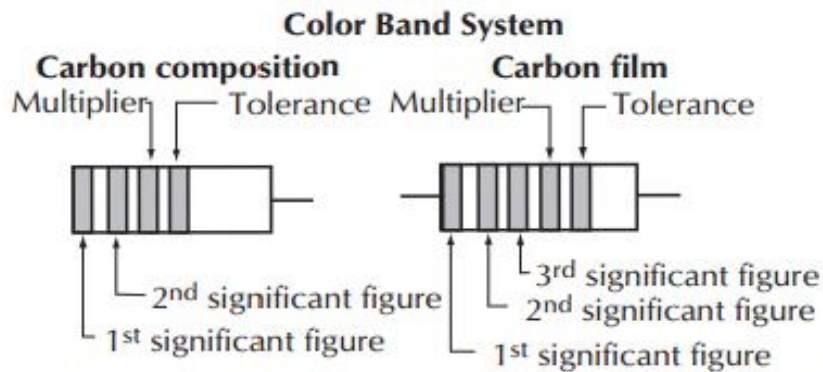 Color Band System
Carbon composition
Carbon film
Multiplier
Tolerance
Multiplier
Tolerance
2nd significant figure
1st significant figure
3rd significant figure
2nd significant figure
1st significant figure